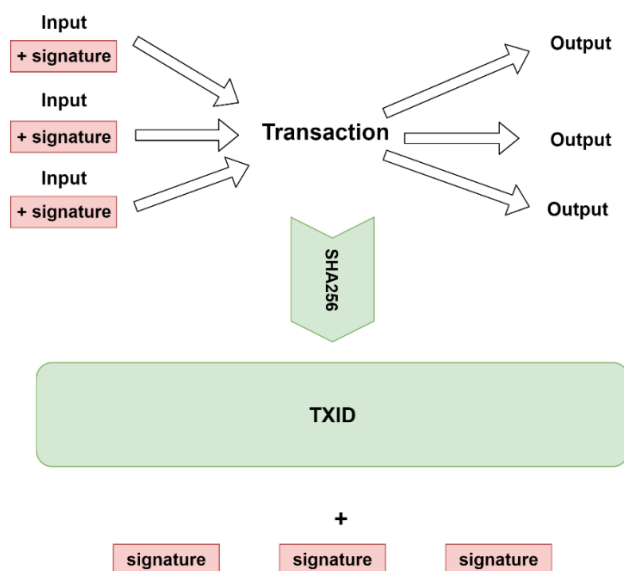 Input
+ signature
Input
+ signature
Input
+ signature
Transaction
Output
Output
Output
SHA256
TXID
+
signature
signature
signature